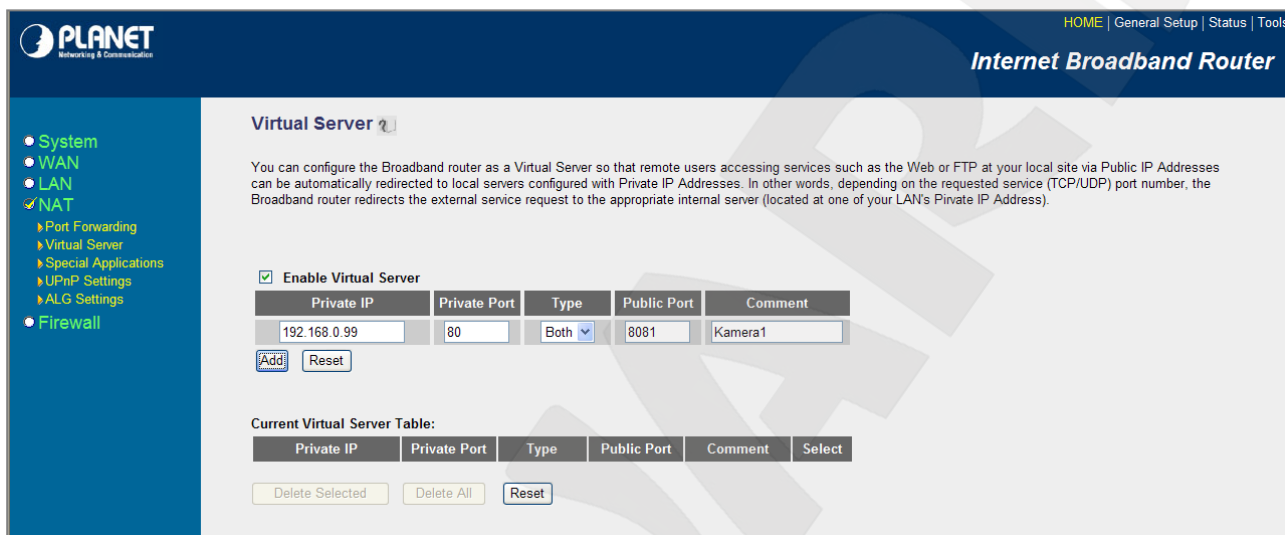 PLANET
Networking & Communication
HOME | General Setup | Status | Tools
Internet Broadband Router
System
WAN
LAN
NAT
Port Forwarding
Virtual Server
Special Applications
UPnP Settings
ALG Settings
Firewall
Virtual Server
You can configure the Broadband router as a Virtual Server so that remote users accessing services such as the Web or FTP at your local site via Public IP Addresses
can be automatically redirected to local servers configured with Private IP Addresses. In other words, depending on the requested service (TCP/UDP) port number, the
Broadband router redirects the external service request to the appropriate internal server (located at one of your LAN's Pivate IP Address).
Enable Virtual Server
Private IP Private Port Type Public Port Comment
192.168.0.99 80 Both 8081 Kamera1
Add Reset
Current Virtual Server Table:
Private IP Private Port Type Public Port Comment Select
Delete Selected Delete All Reset